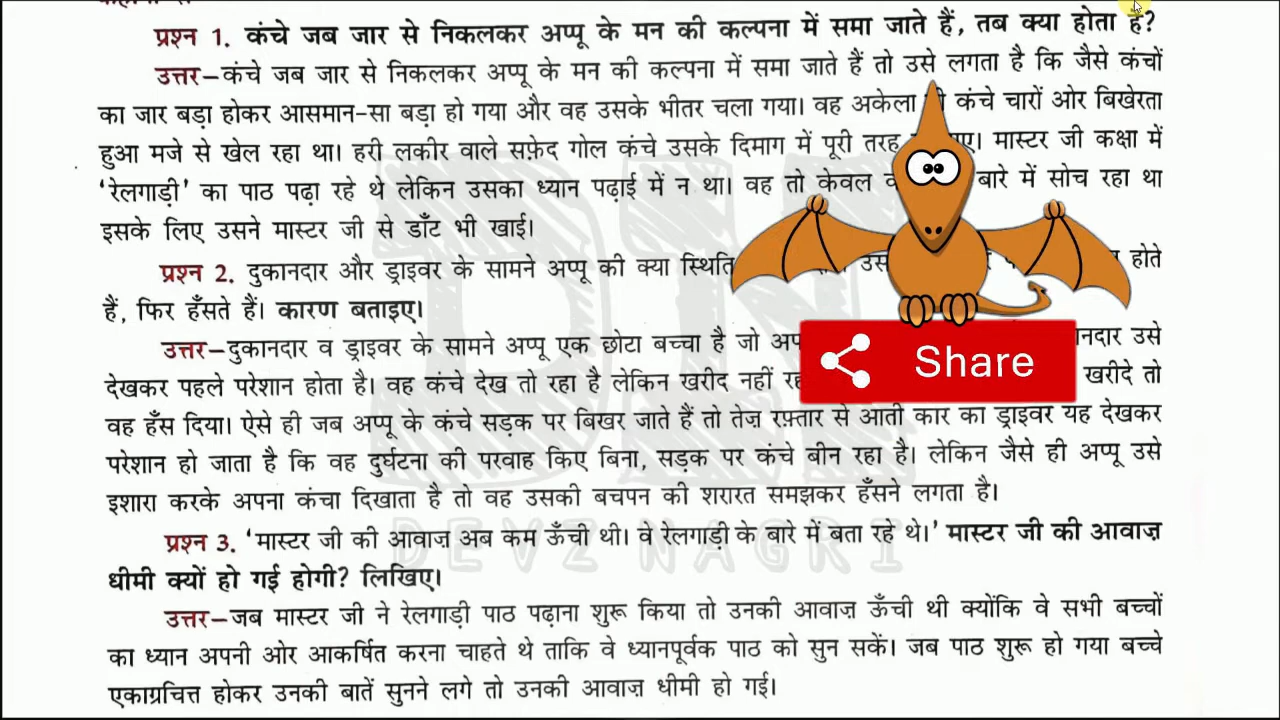 प्रश्न 1. कंचे जब जार से निकलकर अप्पू के मन की कल्पना में समा जाते हैं, तब क्या होता है?
उत्तर–कंचे जब जार से निकलकर अप्पू के मन की कल्पना में समा जाते हैं तो उसे लगता है कि जैसे कंचों
का जार बड़ा होकर आसमान-सा बड़ा हो गया और वह उसके भीतर चला गया। वह अकेला कंचे चारों ओर बिखेरता
हुआ मजे से खेल रहा था। हरी लकीर वाले सफ़ेद गोल कंचे उसके दिमाग में पूरी तरह मास्टर जी कक्षा में
'रेलगाड़ी' का पाठ पढ़ा रहे थे लेकिन उसका ध्यान पढ़ाई में न था। वह तो केवल बारे में सोच रहा था
इसके लिए उसने मास्टर जी से डाँट भी खाई।
प्रश्न 2. दुकानदार और ड्राइवर के सामने अप्पू की क्या स्थिति होते
हैं, फिर हँसते हैं। कारण बताइए।
उत्तर–दुकानदार व ड्राइवर के सामने अप्पू एक छोटा बच्चा है जो उसे
देखकर पहले परेशान होता है। वह कंचे देख तो रहा है लेकिन खरीद नहीं खरीदे तो
वह हँस दिया। ऐसे ही जब अप्पू के कंचे सड़क पर बिखर जाते हैं तो तेज़ रफ़्तार से आती कार का ड्राइवर यह देखकर
परेशान हो जाता है कि वह दुर्घटना की परवाह किए बिना, सड़क पर कंचे बीन रहा है। लेकिन जैसे ही अप्पू उसे
इशारा करके अपना कंचा दिखाता है तो वह उसकी बचपन की शरारत समझकर हँसने लगता है।
प्रश्न 3. 'मास्टर जी की आवाज़ अब कम ऊँची थी। वे रेलगाड़ी के बारे में बता रहे थे।' मास्टर जी की आवाज़
धीमी क्यों हो गई होगी? लिखिए।
उत्तर–जब मास्टर जी ने रेलगाड़ी पाठ पढ़ाना शुरू किया तो उनकी आवाज़ ऊँची थी क्योंकि वे सभी बच्चों
का ध्यान अपनी ओर आकर्षित करना चाहते थे ताकि वे ध्यानपूर्वक पाठ को सुन सकें। जब पाठ शुरू हो गया बच्चे
एकाग्रचित्त होकर उनकी बातें सुनने लगे तो उनकी आवाज़ धीमी हो गई।
Share
DEVZ NAGRI